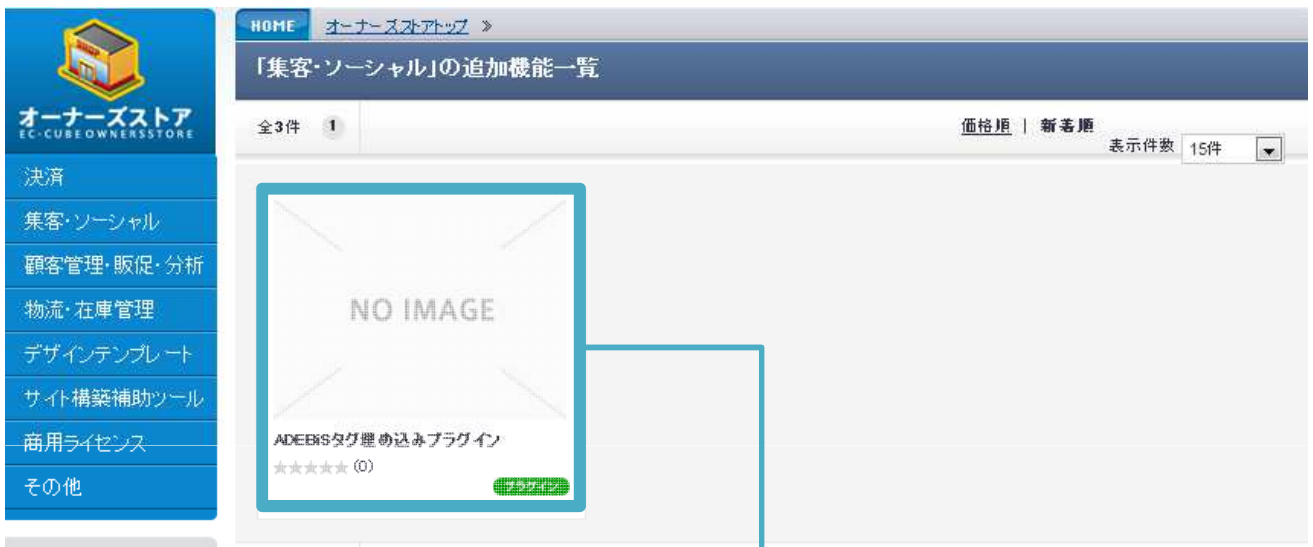 HOME オーナーズストアトップ »
「集客・ソーシャル」の追加機能一覧
オーナーズストア
EC-CUBE OWNERSSTORE
全3件 1
価格順 | 新着順
表示件数 15件
決済
集客・ソーシャル
顧客管理・販促・分析
物流・在庫管理
デザインテンプレート
サイト構築補助ツール
商用ライセンス
その他
SHOP
NO IMAGE
ADEBiSタグ埋め込みプラグイン
★★★★★ (0)
プラグイン